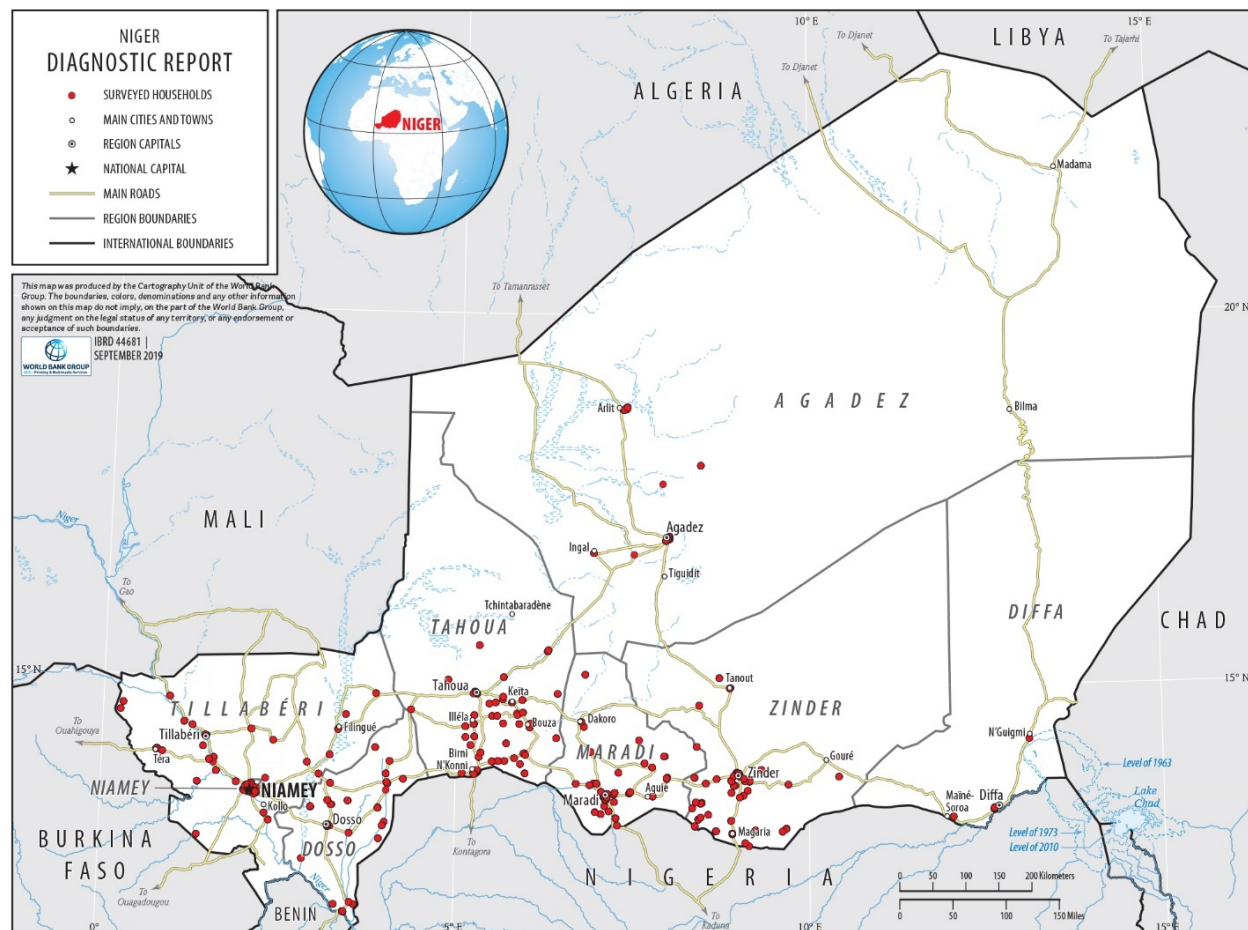 NIGER
DIAGNOSTIC REPORT
SURVEYED HOUSEHOLDS
MAIN CITIES AND TOWNS
REGION CAPITALS
NATIONAL CAPITAL
MAIN ROADS
REGION BOUNDARIES
INTERNATIONAL BOUNDARIES
This map was produced by the Cartography Unit of the World Bank
Group. The boundaries, colors, denominations and any other information
shown on this map do not imply, on the part of the World Bank Group,
any judgment on the legal status of any territory, or any endorsement or
acceptance of such boundaries.
WORLD BANK GROUP
IBRD 44681 |
SEPTEMBER 2019
NIGER
10° E
15° E
To Djanet
To Djanet
LIBYA
To Tajarhi
ALGERIA
Madama
To Tamanrasset
20° N
20° N
Arlit
AGADEZ
Bilma
Niger
MALI
Agadez
Ingal
Tiguidit
To
Gao
Tchintabaradène
TAHOUA
DIFFA
CHAD
15° N
15° N
Tahoua
Keïta
Tanout
TILLABÉRI
ZINDER
To
Ouahigouya
Tillabéri
Filingué
Illéla
Bouza
Dakoro
N'Guigmi
Téra
MARADI
Gouré
Birni
N'Konni
Level of 1963
NIAMEY
NIAMEY
Zinder
Kollo
Maradi
Aguié
Maïné-
Soroa
Diffa
Lake
Chad
Dosso
Magaria
BURKINA
FASO
DOSSO
Level of 1973
Level of 2010
To
Kontagora
NIGERIA
To
Ouagadougou
Niger
BENIN
To
Kaduna
0 50 100 150 200 Kilometers
0 50 100 150 Miles
0°
5° E
10° E
15° E